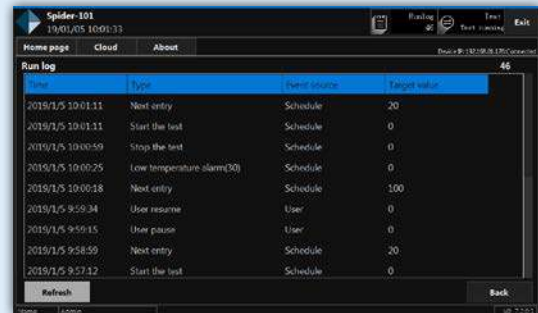 Spider-101
19/01/05 10:01:33
Runlog
46
Test
Test running
Exit
Home page Cloud About
Run log 46
Time Type Event source Target value
2019/1/5 10:01:11 Next entry Schedule 20
2019/1/5 10:01:11 Start the test Schedule 0
2019/1/5 10:00:59 Stop the test Schedule 0
2019/1/5 10:00:25 Low temperature alarm(30) Schedule 0
2019/1/5 10:00:18 Next entry Schedule 100
2019/1/5 9:59:34 User resume User 0
2019/1/5 9:59:15 User pause User 0
2019/1/5 9:58:59 Next entry Schedule 20
2019/1/5 9:57:12 Start the test Schedule 0
Refresh Back
Admin